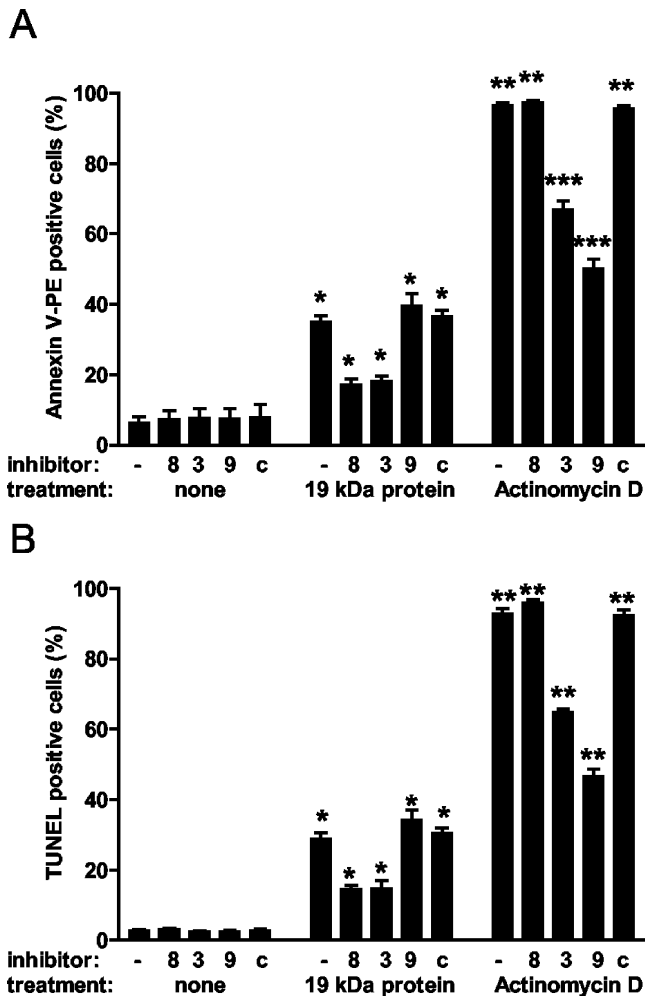 A
Annexin V-PE positive cells (%)
100
80
60
40
20
0
** ** *** *** **
* * * * *
inhibitor: - 8 3 9 c - 8 3 9 c - 8 3 9 c
treatment: none 19 kDa protein Actinomycin D
B
TUNEL positive cells (%)
100
80
60
40
20
0
** ** ** ** **
* * * * *
inhibitor: - 8 3 9 c - 8 3 9 c - 8 3 9 c
treatment: none 19 kDa protein Actinomycin D